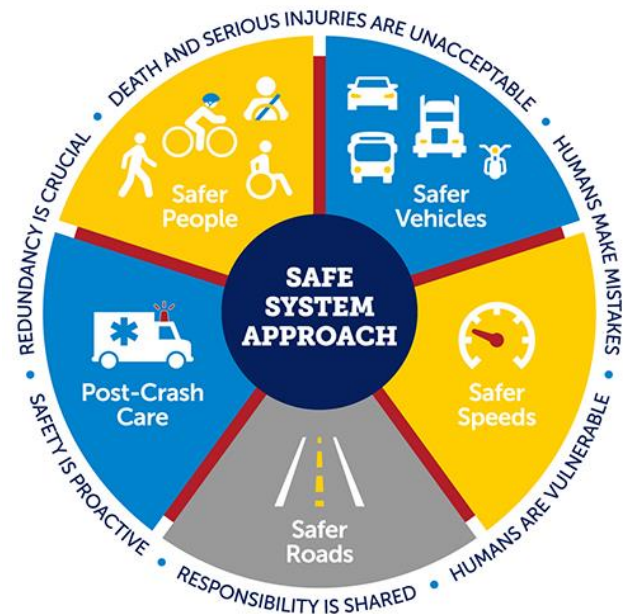 DEATH AND SERIOUS INJURIES ARE UNACCEPTABLE
HUMANS MAKE MISTAKES
HUMANS ARE VULNERABLE
RESPONSIBILITY IS SHARED
SAFETY IS PROACTIVE
REDUNDANCY IS CRUCIAL
Safer
People
Safer
Vehicles
SAFE
SYSTEM
APPROACH
Post-Crash
Care
Safer
Speeds
Safer
Roads